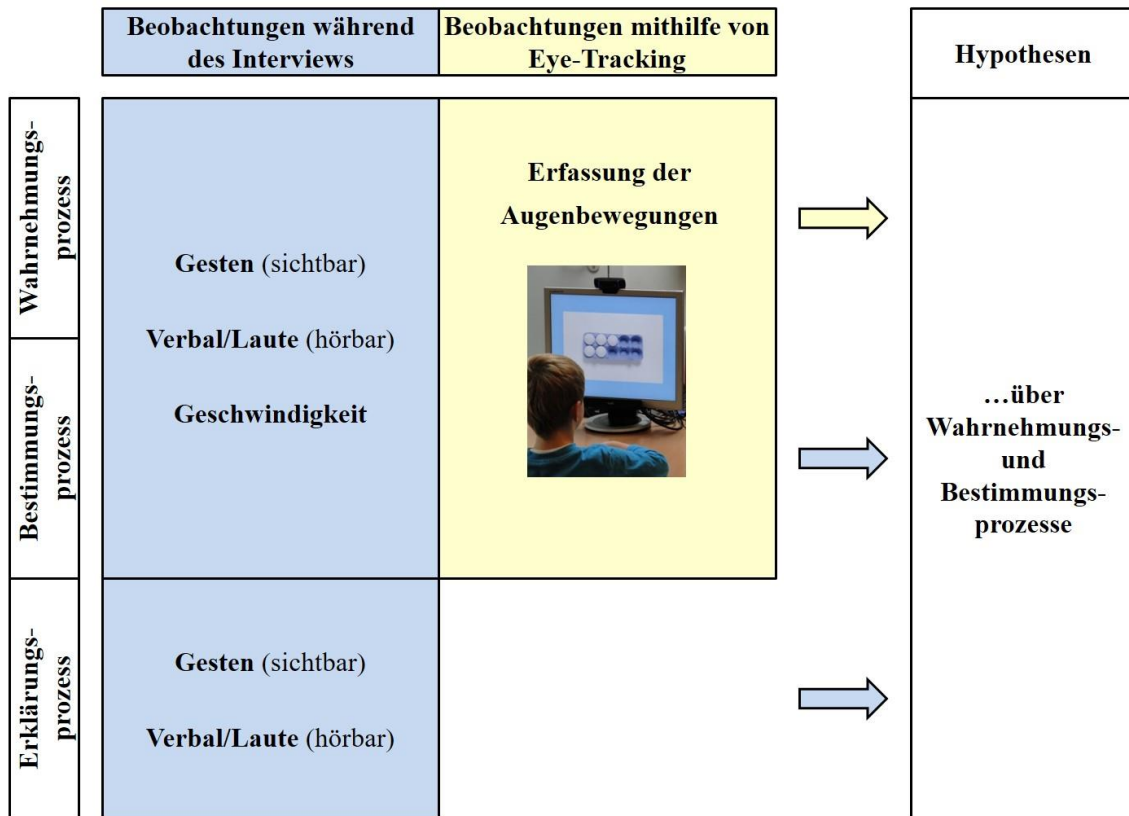 Beobachtungen während
des Interviews
Beobachtungen mithilfe von
Eye-Tracking
Hypothesen
Wahrnehmungs-
prozess
Bestimmungs-
prozess
Erklärungs-
prozess
Gesten (sichtbar)
Verbal/Laute (hörbar)
Geschwindigkeit
Erfassung der
Augenbewegungen
Gesten (sichtbar)
Verbal/Laute (hörbar)
…über
Wahrnehmungs-
und
Bestimmungs-
prozesse